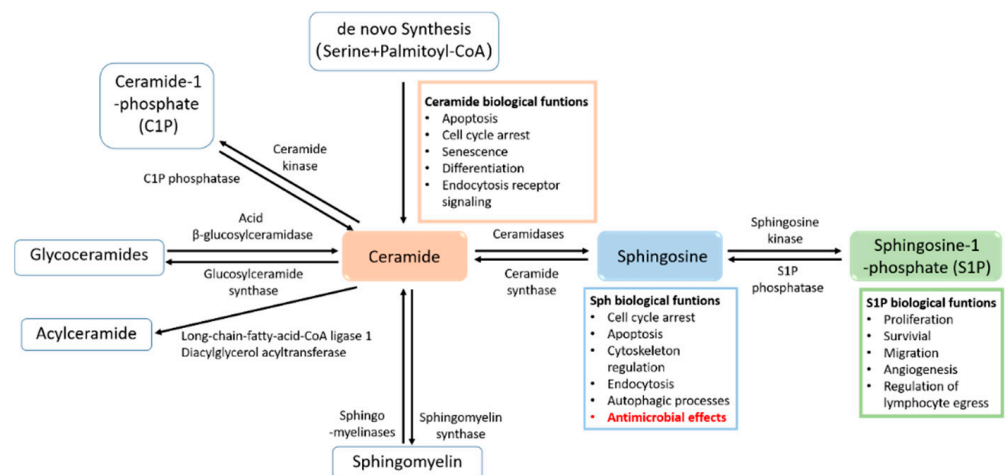 de novo Synthesis
(Serine+Palmitoyl-CoA)
Ceramide-1
-phosphate
(C1P)
Ceramide
kinase
C1P phosphatase
Ceramide biological funtions
• Apoptosis
• Cell cycle arrest
• Senescence
• Differentiation
• Endocytosis receptor
signaling
Acid
β-glucosylceramidase
Glycoceramides
Glucosylceramide
synthase
Ceramide
Ceramidases
Ceramide
synthase
Sphingosine
Sphingosine
kinase
S1P
phosphatase
Sphingosine-1
-phosphate (S1P)
Acylceramide
Long-chain-fatty-acid-CoA ligase 1
Diacylglycerol acyltransferase
Sph biological funtions
• Cell cycle arrest
• Apoptosis
• Cytoskeleton
regulation
• Endocytosis
• Autophagic processes
• Antimicrobial effects
S1P biological funtions
• Proliferation
• Survivial
• Migration
• Angiogenesis
• Regulation of
lymphocyte egress
Sphingo
-myelinases
Sphingomyelin
synthase
Sphingomyelin